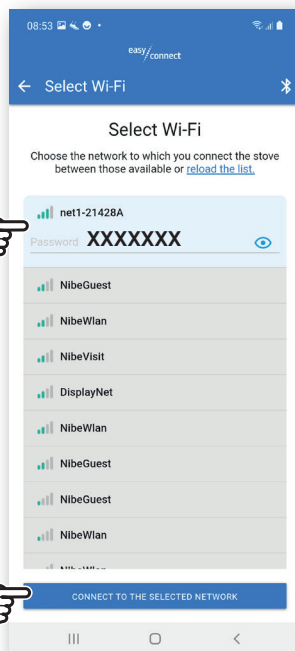 08:53
easy/connect
Select Wi-Fi
Select Wi-Fi
Choose the network to which you connect the stove
between those available or reload the list.
net1-21428A
Password XXXXXXX
NibeGuest
NibeWlan
NibeVisit
DisplayNet
NibeWlan
NibeGuest
NibeGuest
NibeWlan
CONNECT TO THE SELECTED NETWORK